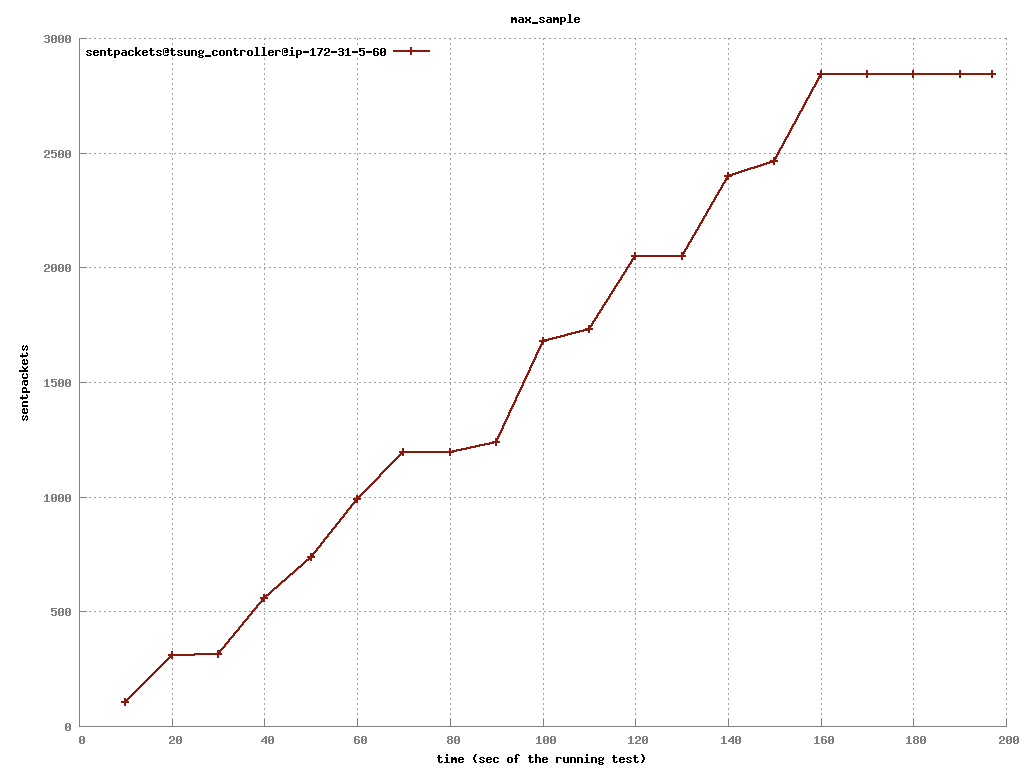 max_sample
sentpackets@tsung_controller@ip-172-31-5-60
3000
2500
2000
1500
1000
500
0
sentpackets
0 20 40 60 80 100 120 140 160 180 200
time (sec of the running test)